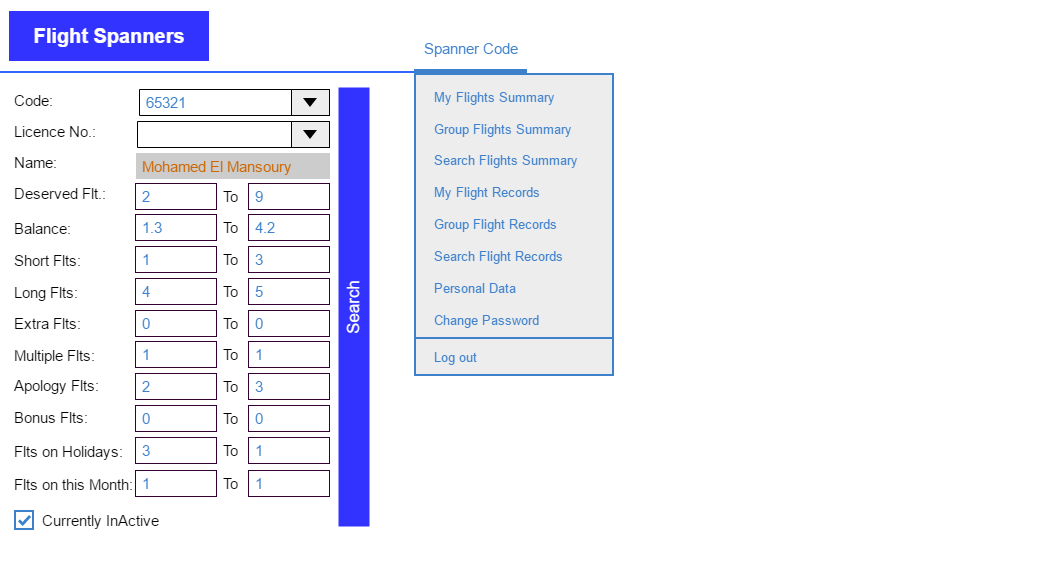 Flight Spanners
Spanner Code
Code: 65321
Licence No.:
Name: Mohamed El Mansoury
Deserved Flt.: 2 To 9
Balance: 1.3 To 4.2
Short Flts: 1 To 3
Long Flts: 4 To 5
Extra Flts: 0 To 0
Multiple Flts: 1 To 1
Apology Flts: 2 To 3
Bonus Flts: 0 To 0
Flts on Holidays: 3 To 1
Flts on this Month: 1 To 1
Currently InActive
Search
My Flights Summary
Group Flights Summary
Search Flights Summary
My Flight Records
Group Flight Records
Search Flight Records
Personal Data
Change Password
Log out